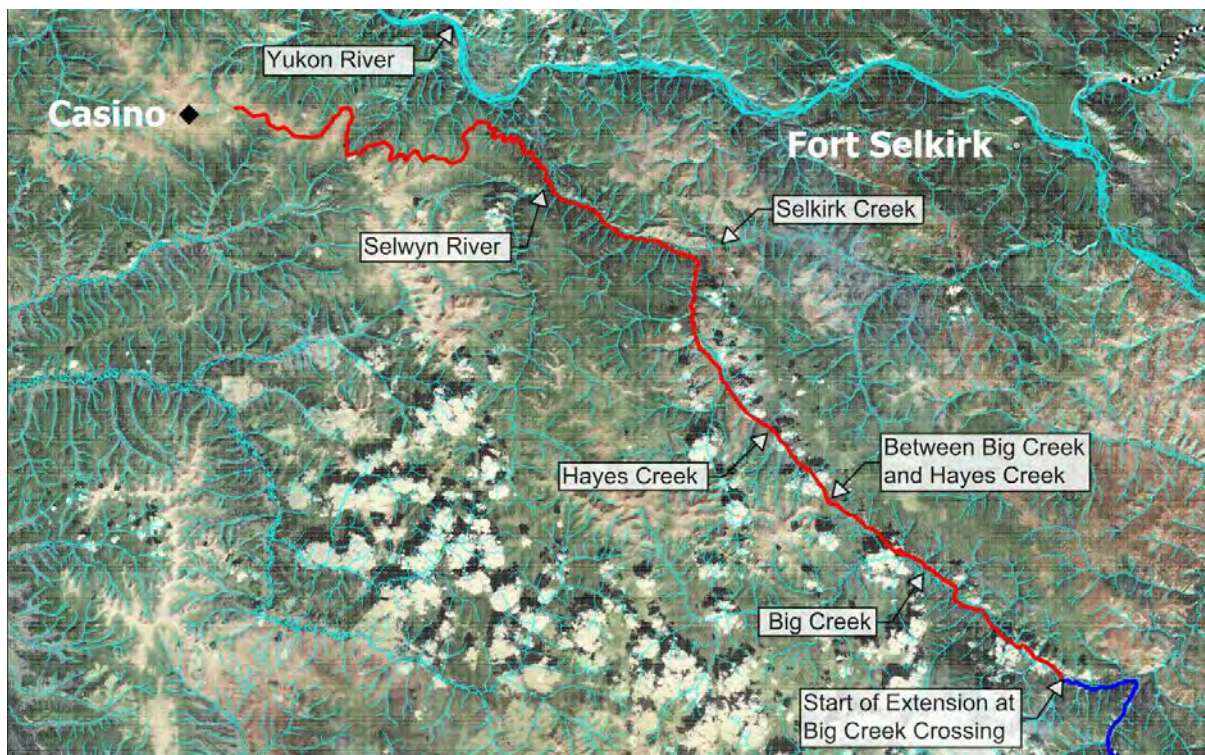 Yukon River
Casino
Fort Selkirk
Selkirk Creek
Selwyn River
Between Big Creek
and Hayes Creek
Hayes Creek
Big Creek
Start of Extension at
Big Creek Crossing